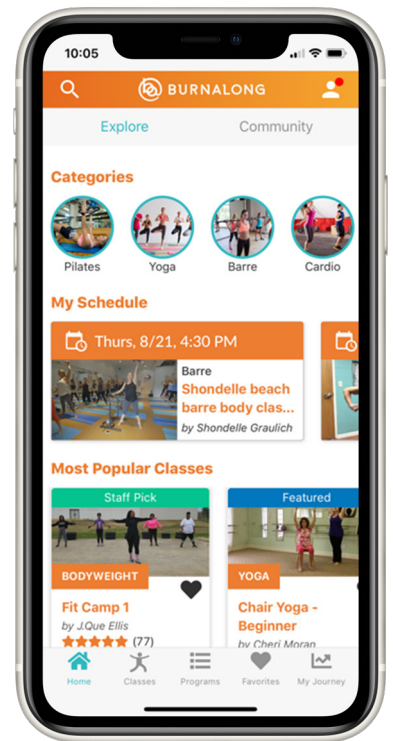 10:05
BURNALONG
Explore
Community
Categories
Pilates
Yoga
Barre
Cardio
My Schedule
Thurs, 8/21, 4:30 PM
Barre
Shondelle beach
barre body clas...
by Shondelle Graulich
Most Popular Classes
Staff Pick
BODYWEIGHT
Fit Camp 1
by J.Que Ellis
(77)
Featured
YOGA
Chair Yoga -
Beginner
by Cheri Moran
Home
Classes
Programs
Favorites
My Journey